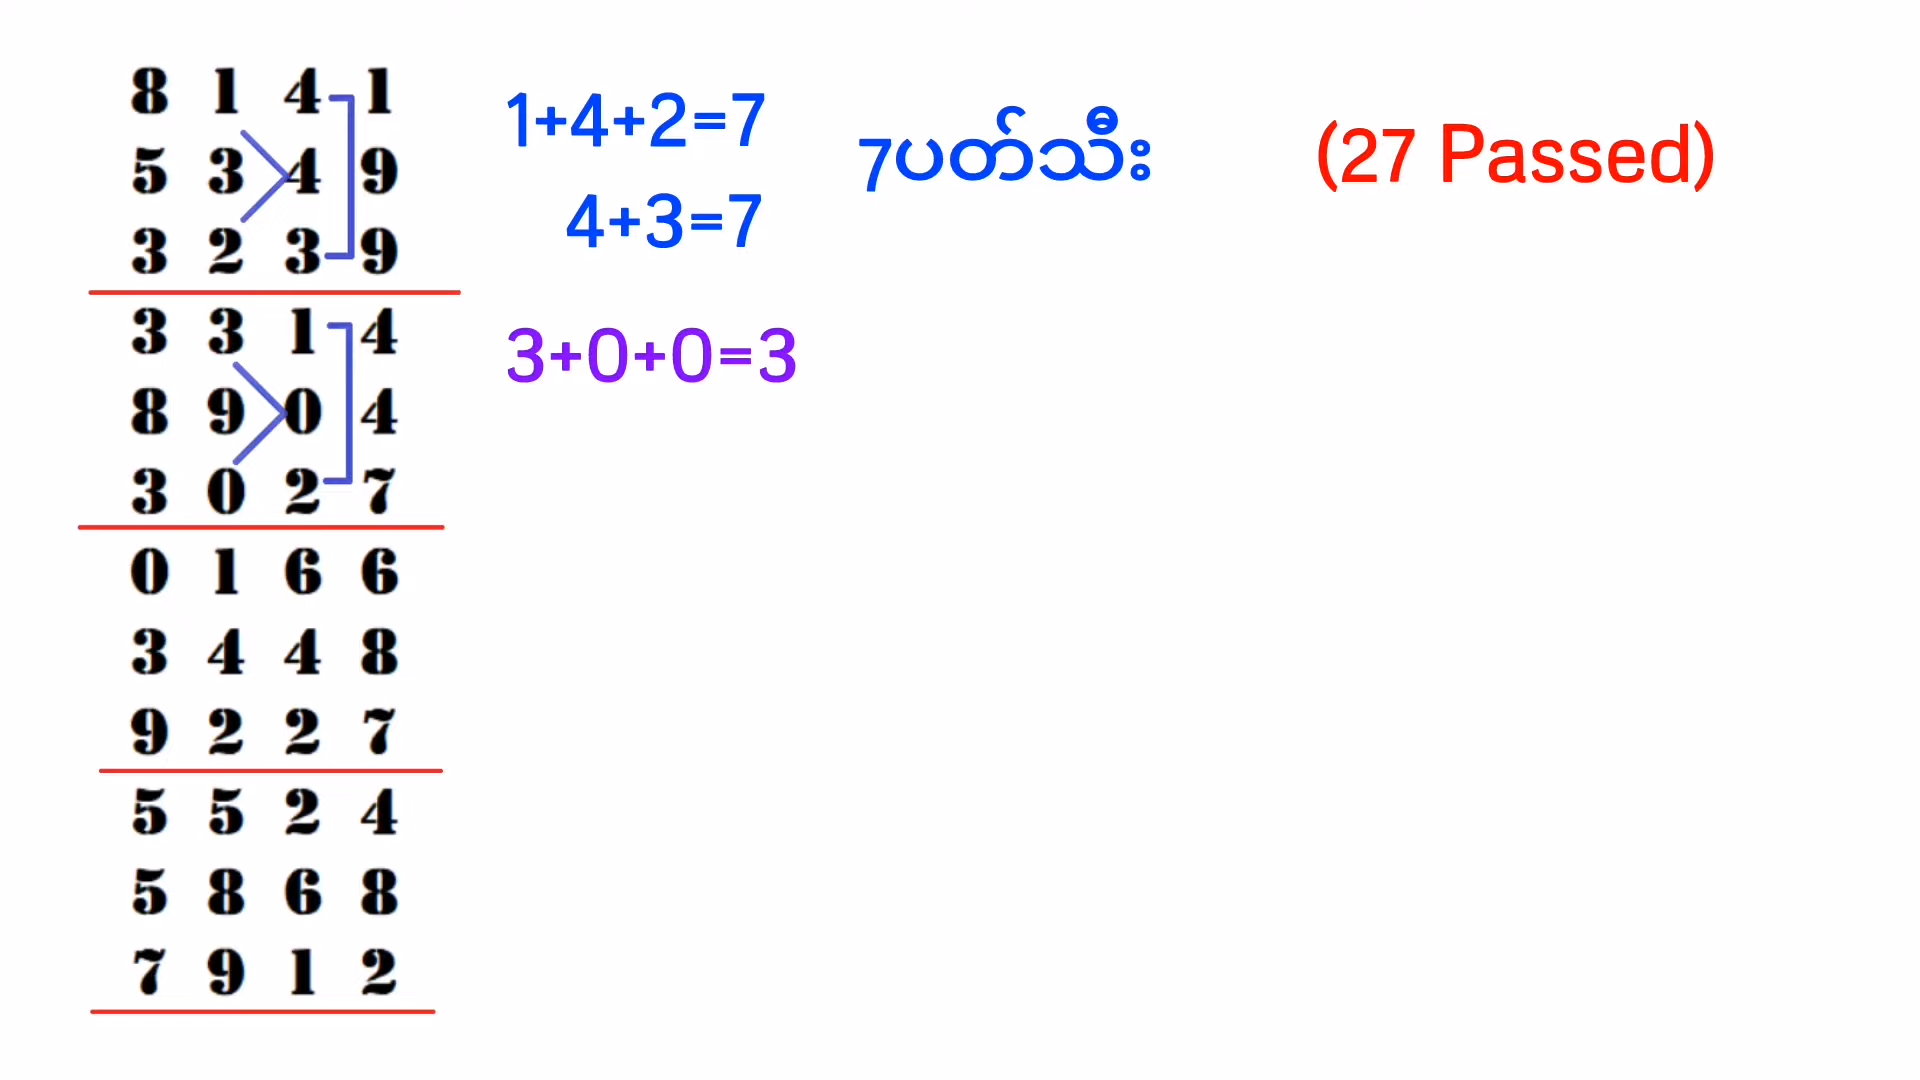 8 1 4 1
5 3 4 9
3 2 3 9
3 3 1 4
8 9 0 4
3 0 2 7
0 1 6 6
3 4 4 8
9 2 2 7
5 5 2 4
5 8 6 8
7 9 1 2
1+4+2=7
4+3=7
7ပတ်သီး
(27 Passed)
3+0+0=3